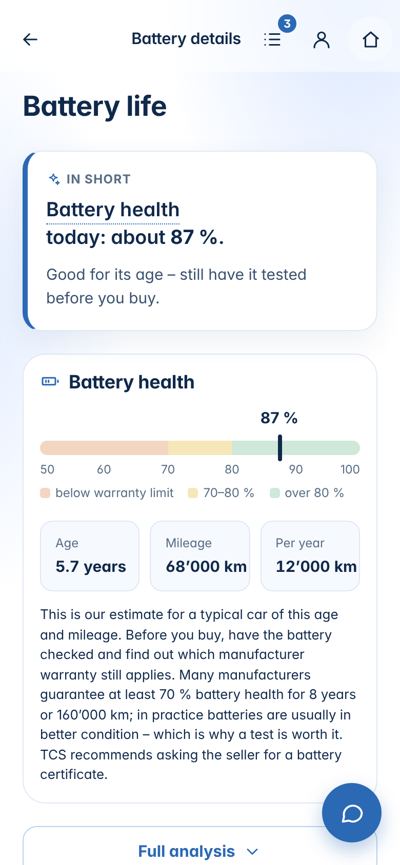 3
Battery details
Battery life
IN SHORT
Battery health
today: about 87 %.
Good for its age – still have it tested
before you buy.
Battery health
87 %
50 60 70 80 90 100
below warranty limit 70–80 % over 80 %
Age Mileage Per year
5.7 years 68’000 km 12’000 km
This is our estimate for a typical car of this age
and mileage. Before you buy, have the battery
checked and find out which manufacturer
warranty still applies. Many manufacturers
guarantee at least 70 % battery health for 8 years
or 160’000 km; in practice batteries are usually in
better condition – which is why a test is worth it.
TCS recommends asking the seller for a battery
certificate.
Full analysis